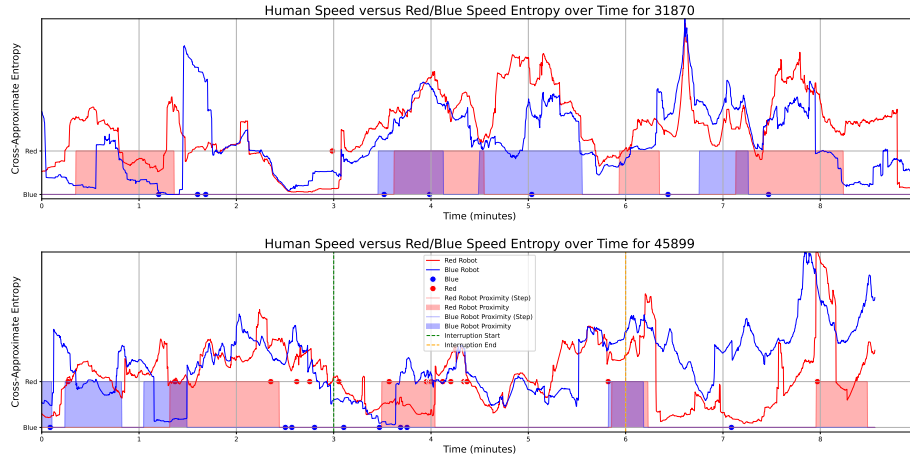 Human Speed versus Red/Blue Speed Entropy over Time for 31870
Cross-Approximate Entropy
Red
Blue
0 1 2 3 4 5 6 7 8
Time (minutes)
Human Speed versus Red/Blue Speed Entropy over Time for 45899
Cross-Approximate Entropy
Red
Blue
Red Robot
Blue Robot
Blue
Red
Red Robot Proximity (Step)
Red Robot Proximity
Blue Robot Proximity (Step)
Blue Robot Proximity
Interruption Start
Interruption End
0 1 2 3 4 5 6 7 8
Time (minutes)